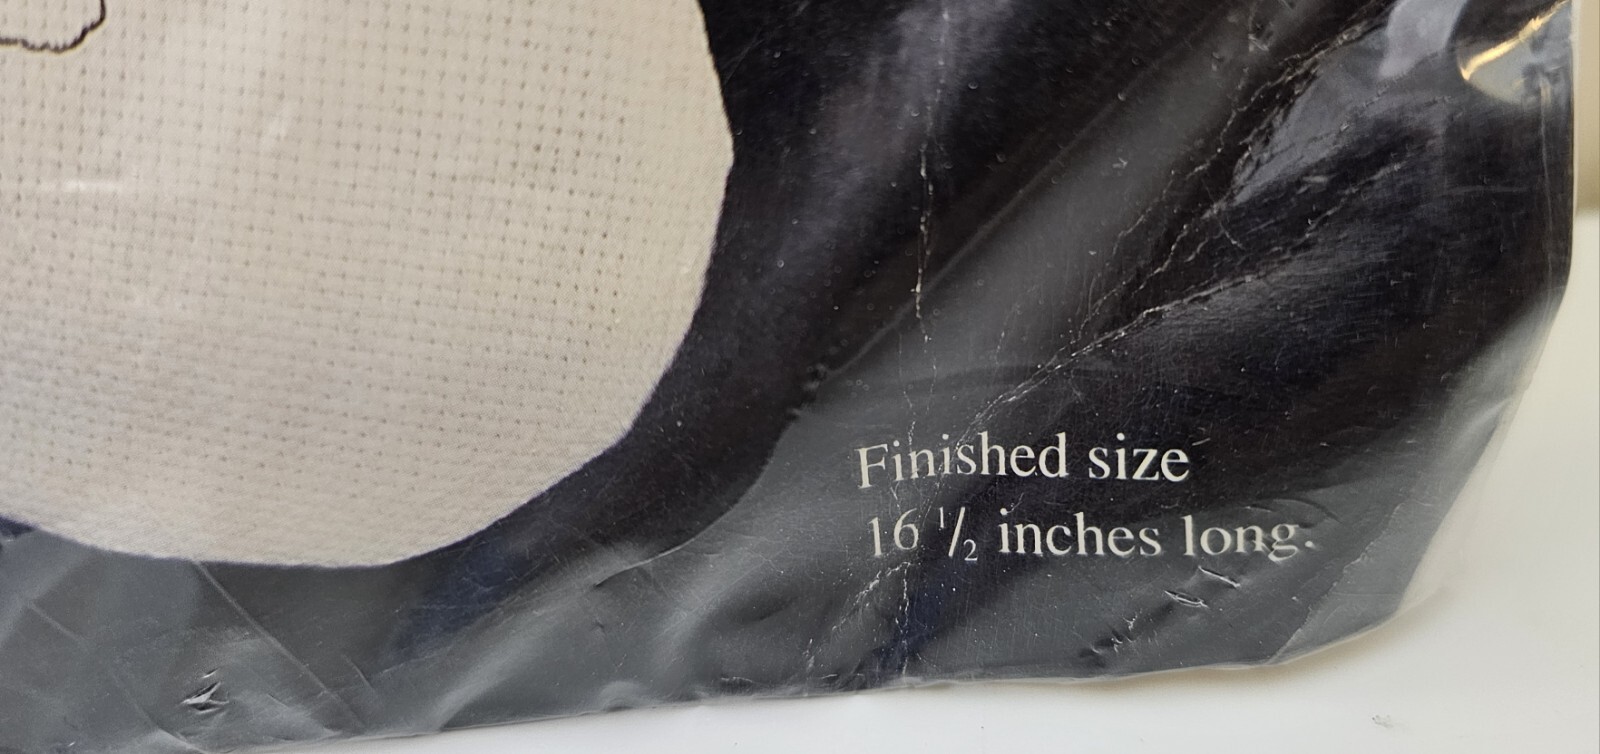 Finished size
16 1/2 inches long.